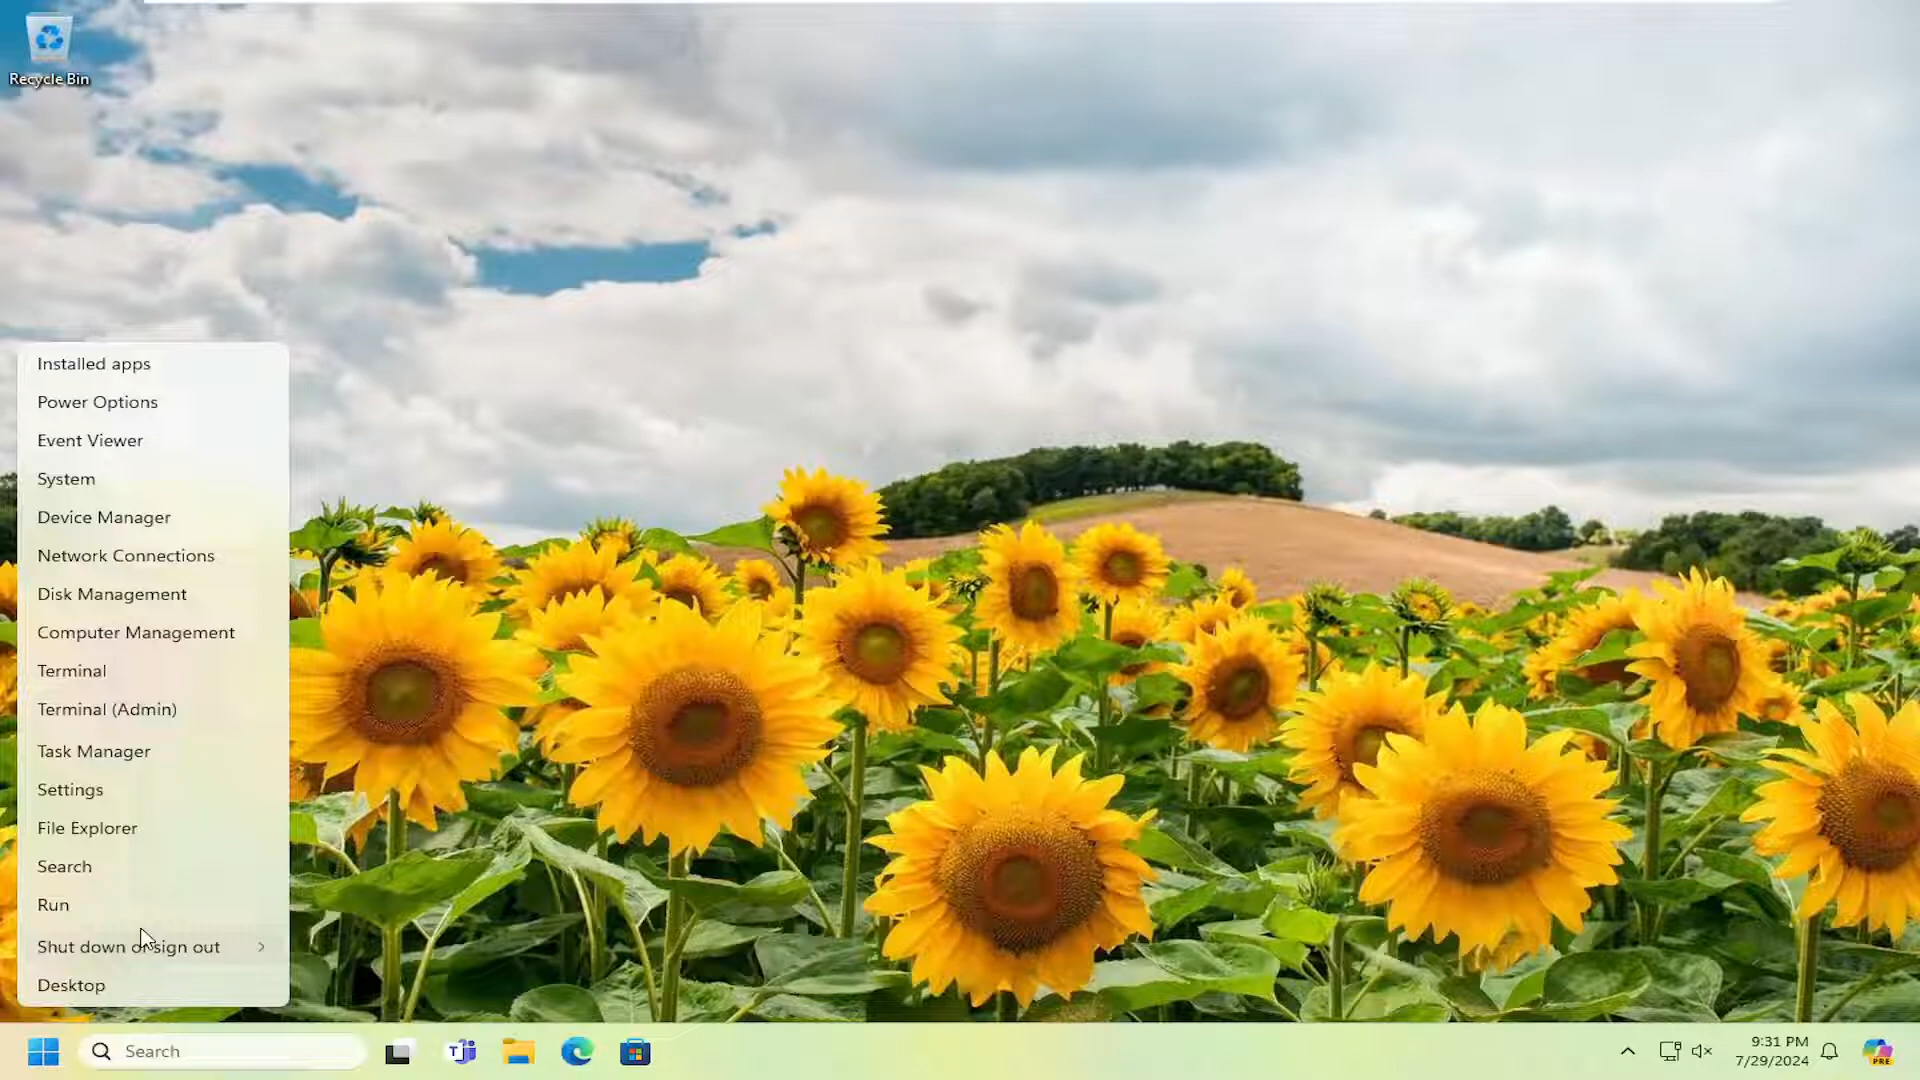 Recycle Bin
Installed apps
Power Options
Event Viewer
System
Device Manager
Network Connections
Disk Management
Computer Management
Terminal
Terminal (Admin)
Task Manager
Settings
File Explorer
Search
Run
Shut down or sign out
Desktop
Search
9:31 PM
7/29/2024
PRE